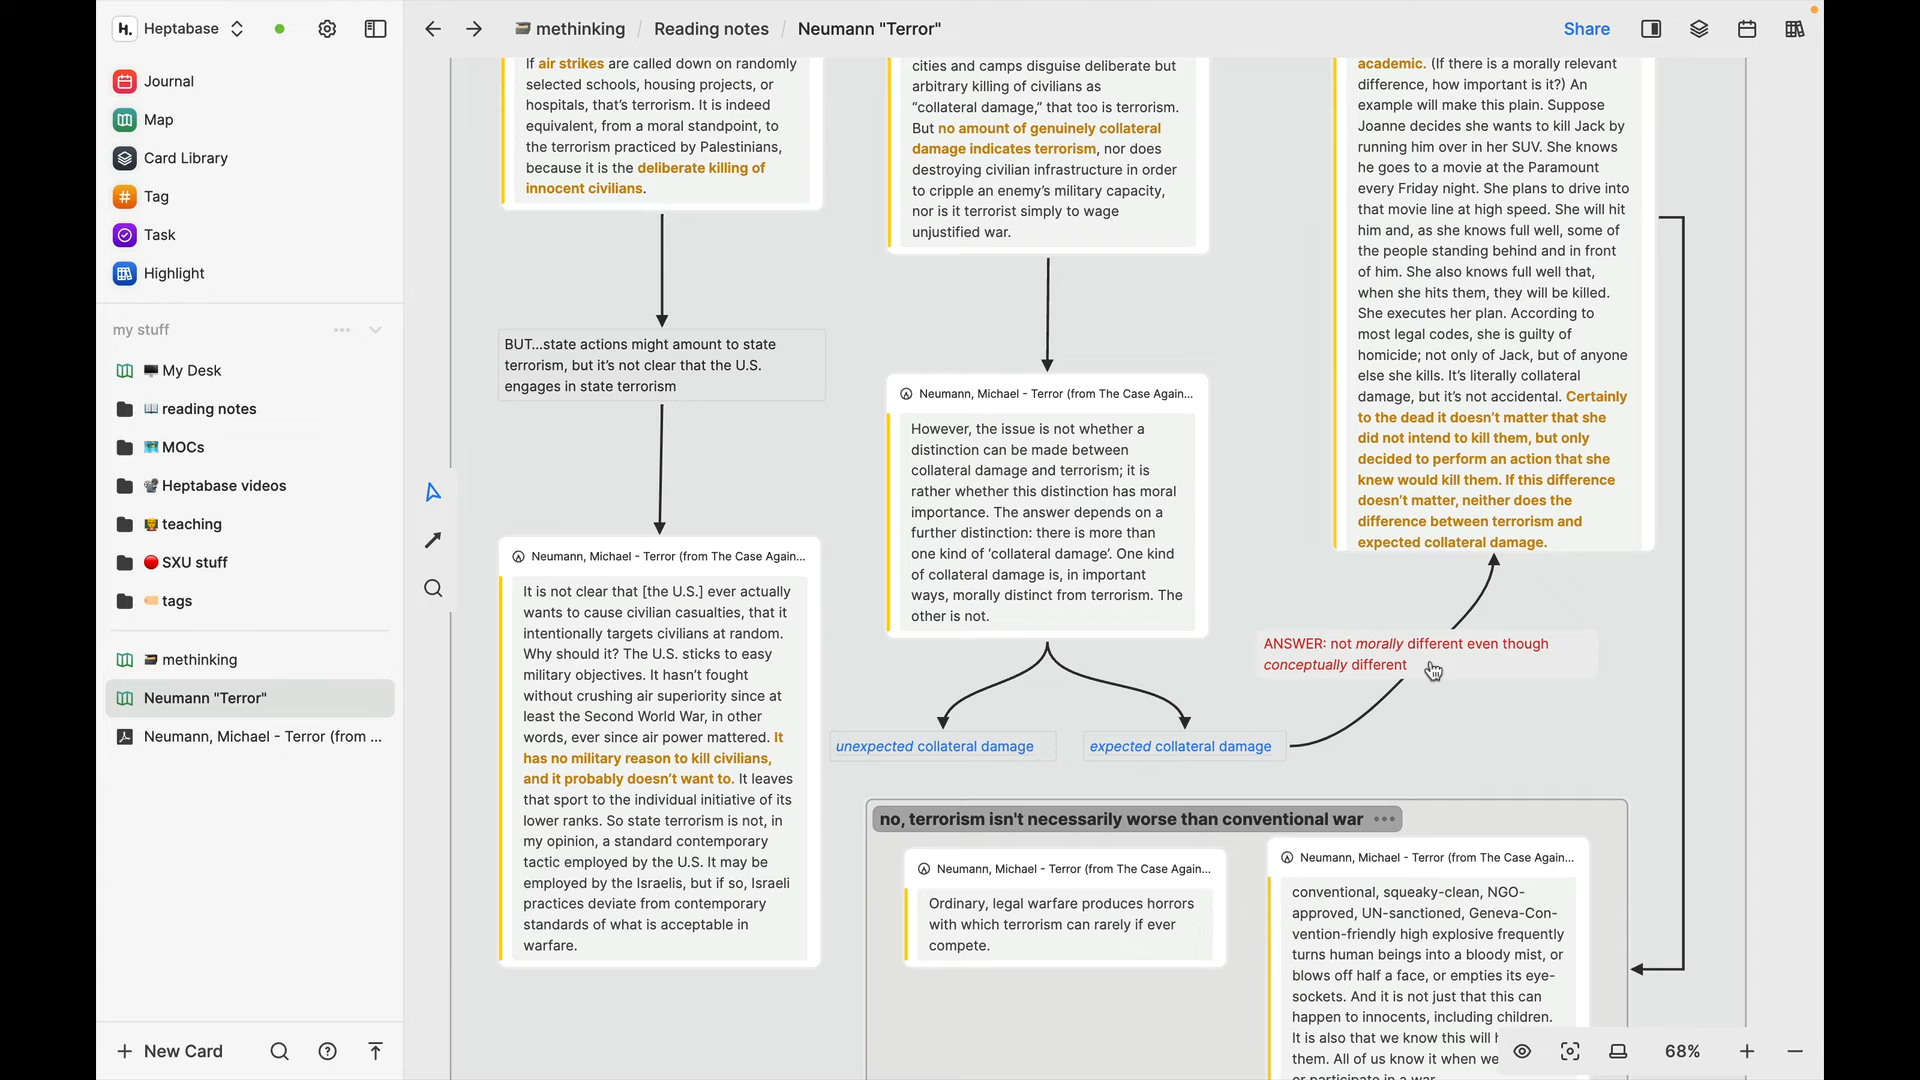 h. Heptabase
Journal
Map
Card Library
Tag
Task
Highlight
my stuff
My Desk
reading notes
MOCs
Heptabase videos
teaching
SXU stuff
tags
methinking
Neumann "Terror"
Neumann, Michael - Terror (from ...
+ New Card
methinking / Reading notes / Neumann "Terror"
Share
If air strikes are called down on randomly
selected schools, housing projects, or
hospitals, that’s terrorism. It is indeed
equivalent, from a moral standpoint, to
the terrorism practiced by Palestinians,
because it is the deliberate killing of
innocent civilians.
BUT...state actions might amount to state
terrorism, but it’s not clear that the U.S.
engages in state terrorism
Neumann, Michael - Terror (from The Case Again...
It is not clear that [the U.S.] ever actually
wants to cause civilian casualties, that it
intentionally targets civilians at random.
Why should it? The U.S. sticks to easy
military objectives. It hasn’t fought
without crushing air superiority since at
least the Second World War, in other
words, ever since air power mattered. It
has no military reason to kill civilians,
and it probably doesn’t want to. It leaves
that sport to the individual initiative of its
lower ranks. So state terrorism is not, in
my opinion, a standard contemporary
tactic employed by the U.S. It may be
employed by the Israelis, but if so, Israeli
practices deviate from contemporary
standards of what is acceptable in
warfare.
cities and camps disguise deliberate but
arbitrary killing of civilians as
“collateral damage,” that too is terrorism.
But no amount of genuinely collateral
damage indicates terrorism, nor does
destroying civilian infrastructure in order
to cripple an enemy’s military capacity,
nor is it terrorist simply to wage
unjustified war.
Neumann, Michael - Terror (from The Case Again...
However, the issue is not whether a
distinction can be made between
collateral damage and terrorism; it is
rather whether this distinction has moral
importance. The answer depends on a
further distinction: there is more than
one kind of ‘collateral damage’. One kind
of collateral damage is, in important
ways, morally distinct from terrorism. The
other is not.
unexpected collateral damage
expected collateral damage
academic. (If there is a morally relevant
difference, how important is it?) An
example will make this plain. Suppose
Joanne decides she wants to kill Jack by
running him over in her SUV. She knows
he goes to a movie at the Paramount
every Friday night. She plans to drive into
that movie line at high speed. She will hit
him and, as she knows full well, some of
the people standing behind and in front
of him. She also knows full well that,
when she hits them, they will be killed.
She executes her plan. According to
most legal codes, she is guilty of
homicide; not only of Jack, but of anyone
else she kills. It’s literally collateral
damage, but it’s not accidental. Certainly
to the dead it doesn’t matter that she
did not intend to kill them, but only
decided to perform an action that she
knew would kill them. If this difference
doesn’t matter, neither does the
difference between terrorism and
expected collateral damage.
ANSWER: not morally different even though
conceptually different
no, terrorism isn't necessarily worse than conventional war
Neumann, Michael - Terror (from The Case Again...
Ordinary, legal warfare produces horrors
with which terrorism can rarely if ever
compete.
Neumann, Michael - Terror (from The Case Again...
conventional, squeaky-clean, NGO-
approved, UN-sanctioned, Geneva-Con-
vention-friendly high explosive frequently
turns human beings into a bloody mist, or
blows off half a face, or empties its eye-
sockets. And it is not just that this can
happen to innocents, including children.
It is also that we know this will
them. All of us know it when we
or participate in a war.
68%